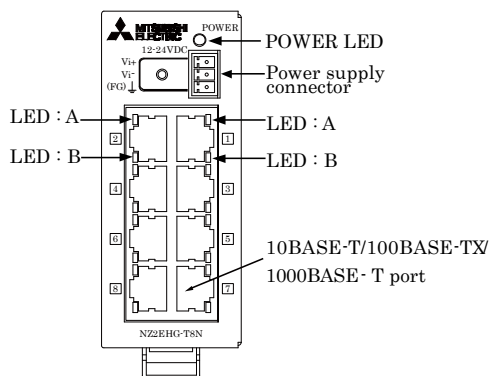 MITSUBISHI
ELECTRIC
POWER
12-24VDC
Vi+
Vi-
(FG)
POWER LED
Power supply
connector
LED : A
LED : A
LED : B
LED : B
2
1
4
3
6
5
8
7
10BASE-T/100BASE-TX/
1000BASE-T port
NZ2EHG-T8N